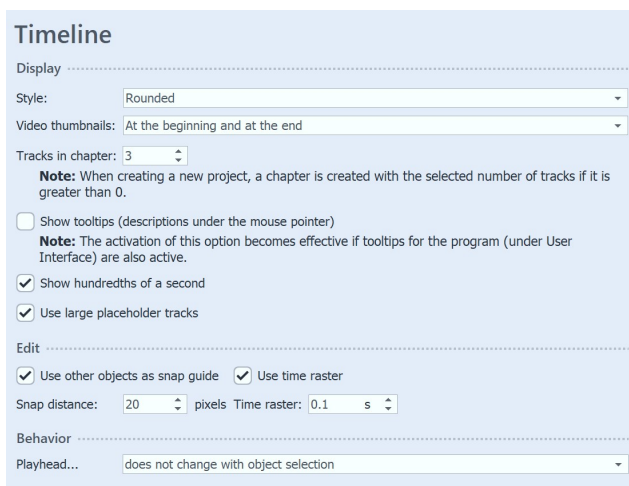 Timeline
Display
Style: Rounded
Video thumbnails: At the beginning and at the end
Tracks in chapter: 3
Note: When creating a new project, a chapter is created with the selected number of tracks if it is
greater than 0.
Show tooltips (descriptions under the mouse pointer)
Note: The activation of this option becomes effective if tooltips for the program (under User
Interface) are also active.
Show hundredths of a second
Use large placeholder tracks
Edit
Use other objects as snap guide Use time raster
Snap distance: 20 pixels Time raster: 0.1 s
Behavior
Playhead... does not change with object selection